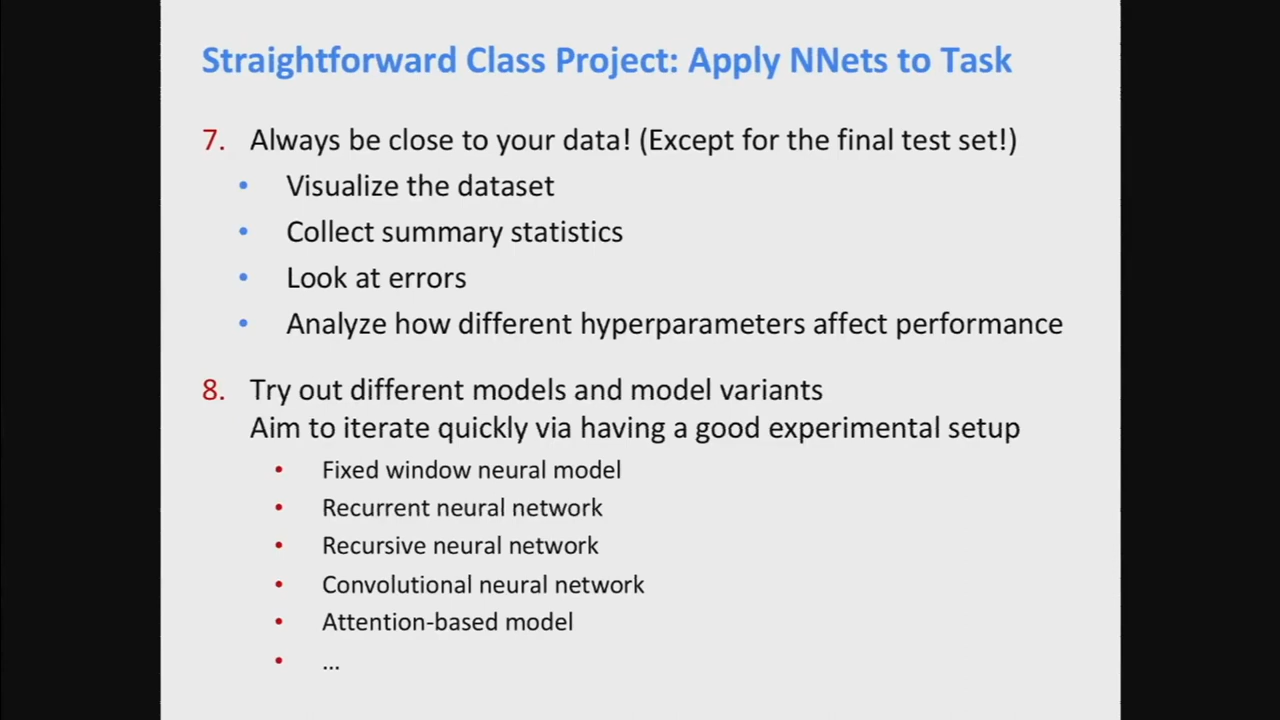 Straightforward Class Project: Apply NNets to Task
7. Always be close to your data! (Except for the final test set!)
• Visualize the dataset
• Collect summary statistics
• Look at errors
• Analyze how different hyperparameters affect performance
8. Try out different models and model variants
Aim to iterate quickly via having a good experimental setup
• Fixed window neural model
• Recurrent neural network
• Recursive neural network
• Convolutional neural network
• Attention-based model
• …